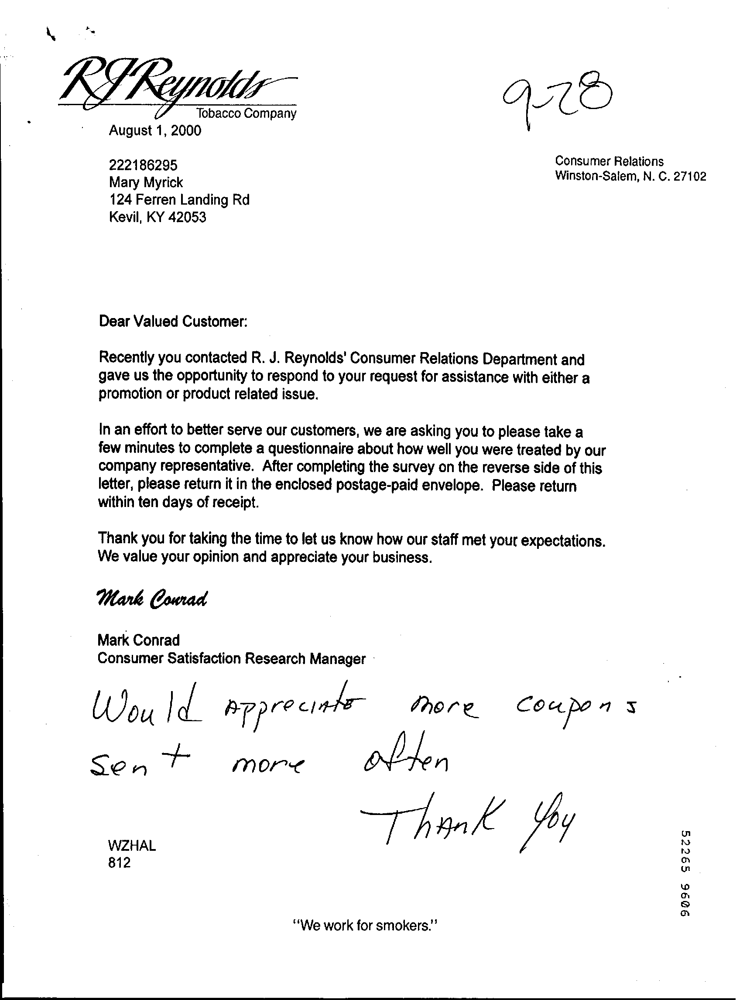 RJReynolds
Tobacco Company
9-28
August 1, 2000
222186295
Mary Myrick
124 Ferren Landing Rd
Kevil, KY 42053
Consumer Relations
Winston-Salem, N. C. 27102
Dear Valued Customer:
Recently you contacted R. J. Reynolds' Consumer Relations Department and
gave us the opportunity to respond to your request for assistance with either a
promotion or product related issue.
In an effort to better serve our customers, we are asking you to please take a
few minutes to complete a questionnaire about how well you were treated by our
company representative. After completing the survey on the reverse side of this
letter, please return it in the enclosed postage-paid envelope. Please return
within ten days of receipt.
Thank you for taking the time to let us know how our staff met your expectations.
We value your opinion and appreciate your business.
Mark Conrad
Mark Conrad
Consumer Satisfaction Research Manager
Would Appreciate more coupons
sent more often
Thank You
WZHAL
812
52265 9606
"We work for smokers."